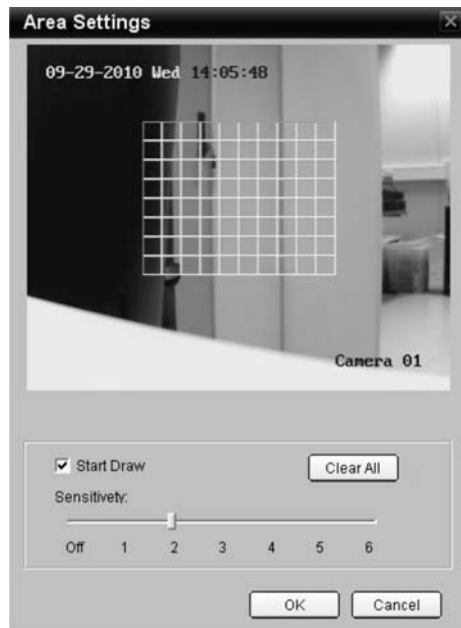 Area Settings
09-29-2010 Wed 14:05:48
Camera 01
Start Draw
Clear All
Sensitivety:
Off 1 2 3 4 5 6
OK Cancel